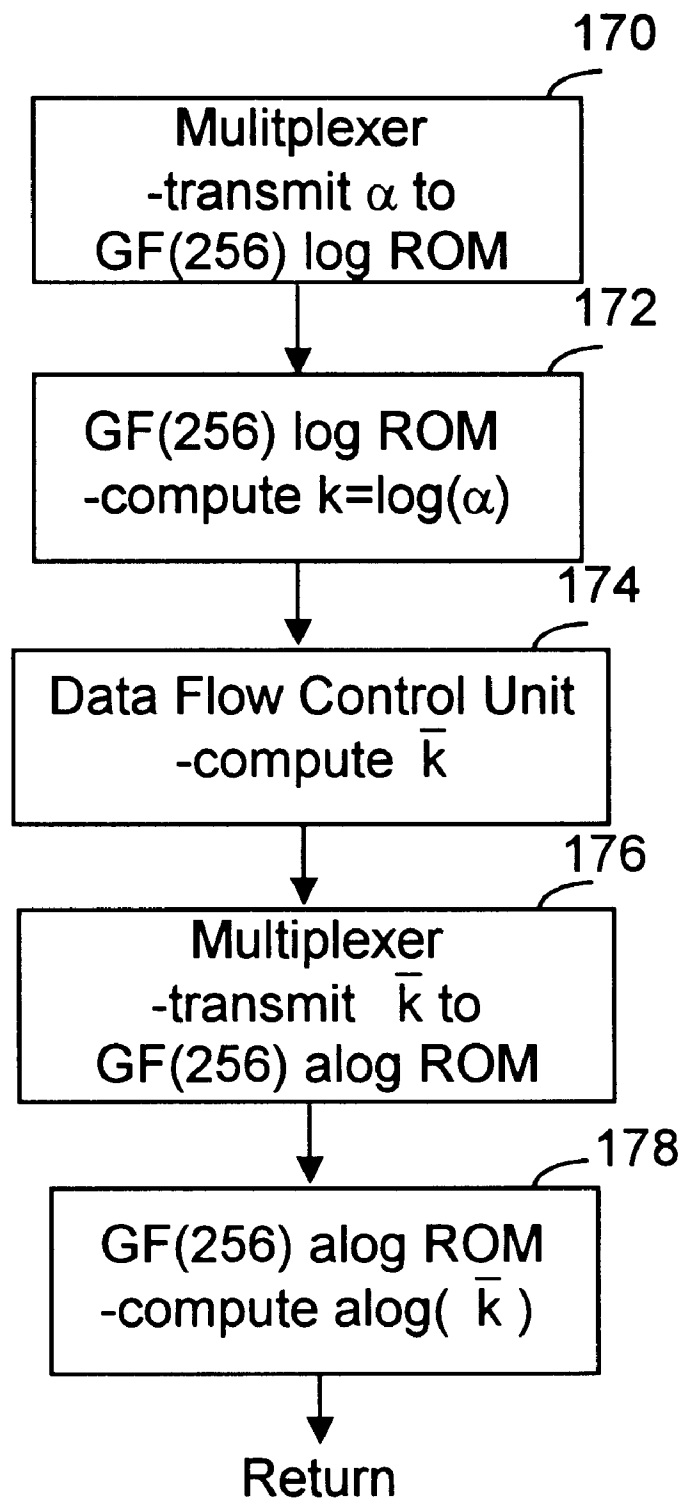 170
Mulitplexer
-transmit α to
GF(256) log ROM
172
GF(256) log ROM
-compute k=log(α)
174
Data Flow Control Unit
-compute k̅
176
Multiplexer
-transmit k̅ to
GF(256) alog ROM
178
GF(256) alog ROM
-compute alog( k̅ )
Return